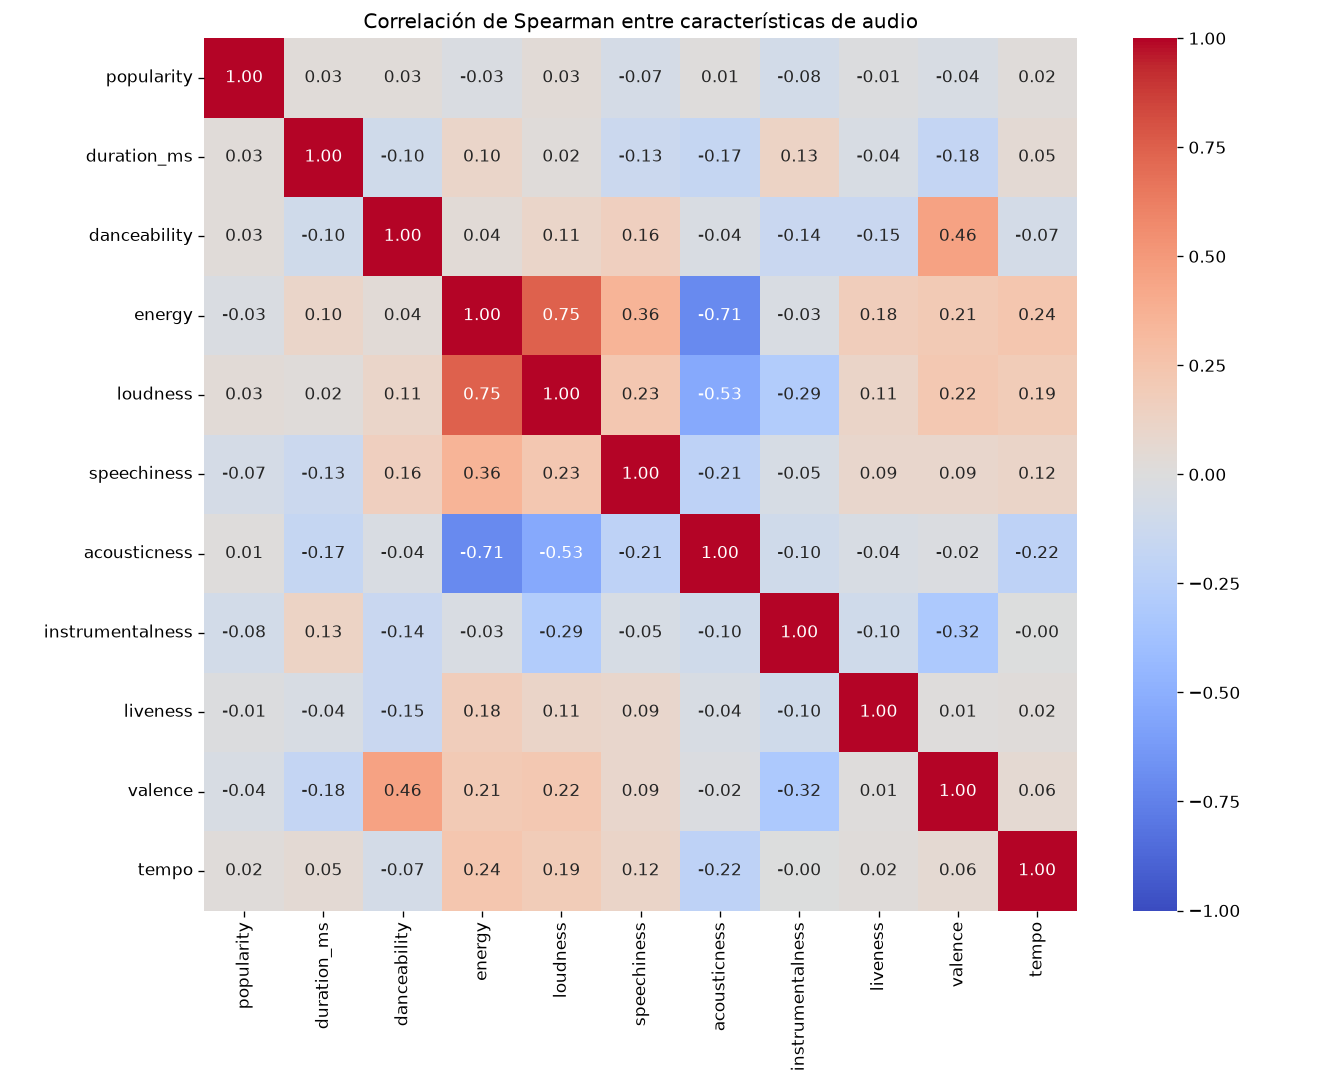 Correlación de Spearman entre características de audio
popularity 1.00 0.03 0.03 -0.03 0.03 -0.07 0.01 -0.08 -0.01 -0.04 0.02
duration_ms 0.03 1.00 -0.10 0.10 0.02 -0.13 -0.17 0.13 -0.04 -0.18 0.05
danceability 0.03 -0.10 1.00 0.04 0.11 0.16 -0.04 -0.14 -0.15 0.46 -0.07
energy -0.03 0.10 0.04 1.00 0.75 0.36 -0.71 -0.03 0.18 0.21 0.24
loudness 0.03 0.02 0.11 0.75 1.00 0.23 -0.53 -0.29 0.11 0.22 0.19
speechiness -0.07 -0.13 0.16 0.36 0.23 1.00 -0.21 -0.05 0.09 0.09 0.12
acousticness 0.01 -0.17 -0.04 -0.71 -0.53 -0.21 1.00 -0.10 -0.04 -0.02 -0.22
instrumentalness -0.08 0.13 -0.14 -0.03 -0.29 -0.05 -0.10 1.00 -0.10 -0.32 -0.00
liveness -0.01 -0.04 -0.15 0.18 0.11 0.09 -0.04 -0.10 1.00 0.01 0.02
valence -0.04 -0.18 0.46 0.21 0.22 0.09 -0.02 -0.32 0.01 1.00 0.06
tempo 0.02 0.05 -0.07 0.24 0.19 0.12 -0.22 -0.00 0.02 0.06 1.00
popularity
duration_ms
danceability
energy
loudness
speechiness
acousticness
instrumentalness
liveness
valence
tempo
1.00
0.75
0.50
0.25
0.00
−0.25
−0.50
−0.75
−1.00